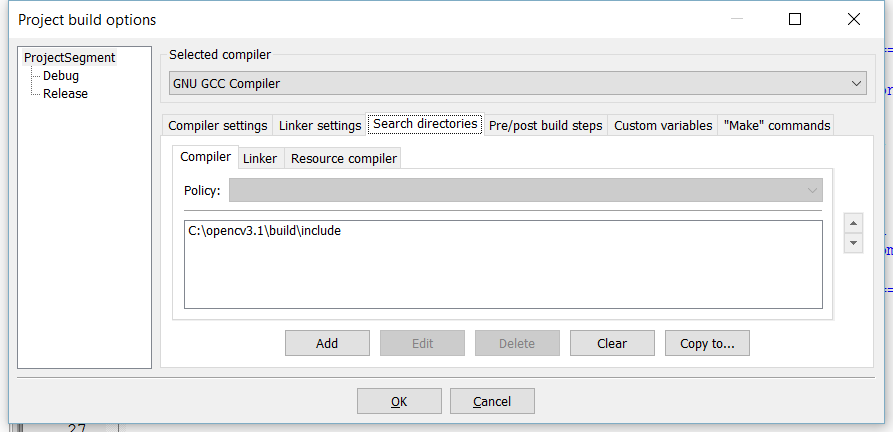 Project build options
ProjectSegment
Debug
Release
Selected compiler
GNU GCC Compiler
Compiler settings Linker settings Search directories Pre/post build steps Custom variables "Make" commands
Compiler Linker Resource compiler
Policy:
C:\opencv3.1\build\include
Add Edit Delete Clear Copy to...
OK Cancel
27